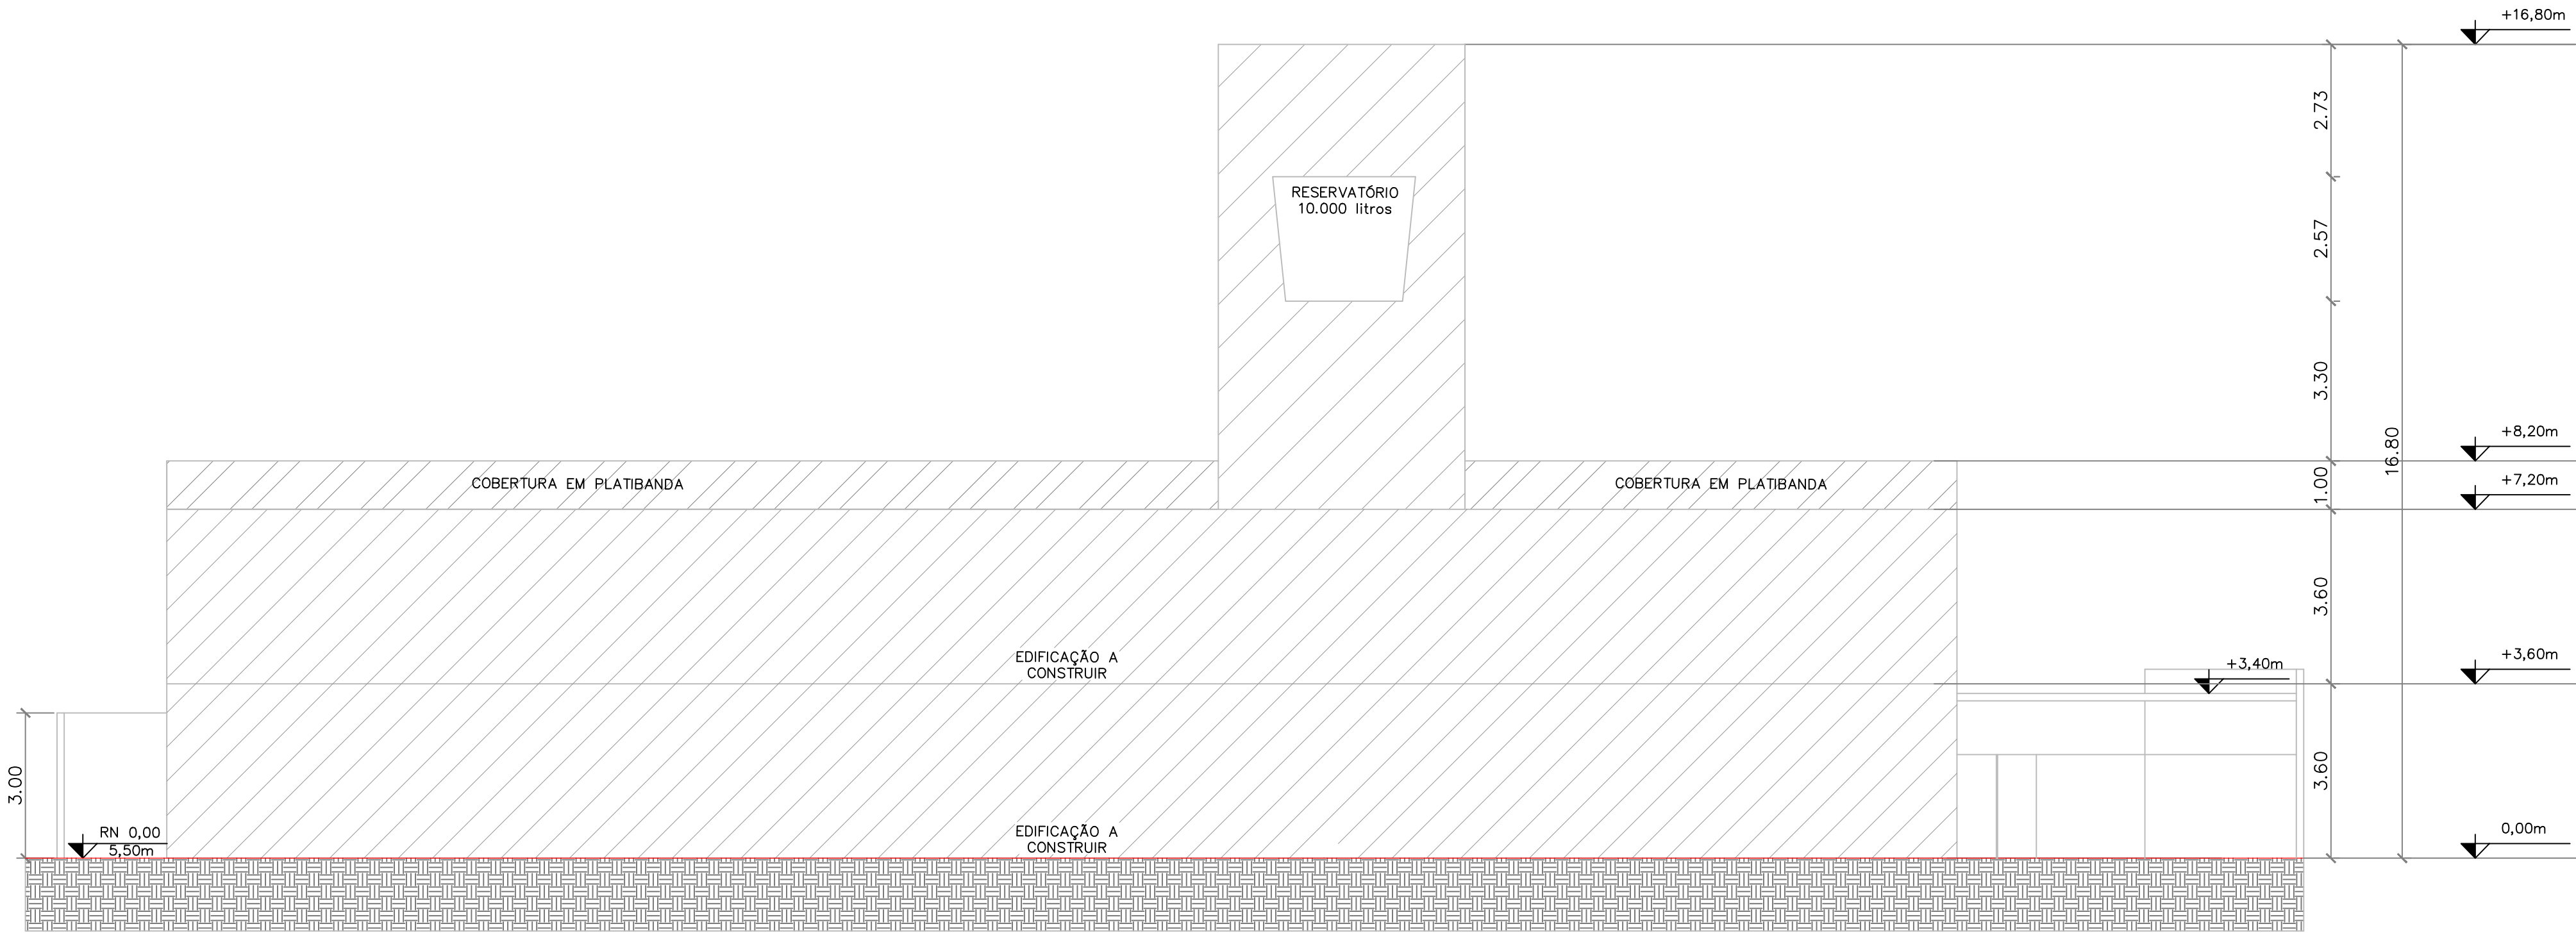 +16,80m
2.73
RESERVATÓRIO
10.000 litros
2.57
3.30
+8,20m
16.80
COBERTURA EM PLATIBANDA
COBERTURA EM PLATIBANDA
1.00
+7,20m
3.60
EDIFICAÇÃO A
CONSTRUIR
+3,40m
+3,60m
3.00
3.60
RN 0,00
5,50m
EDIFICAÇÃO A
CONSTRUIR
0,00m